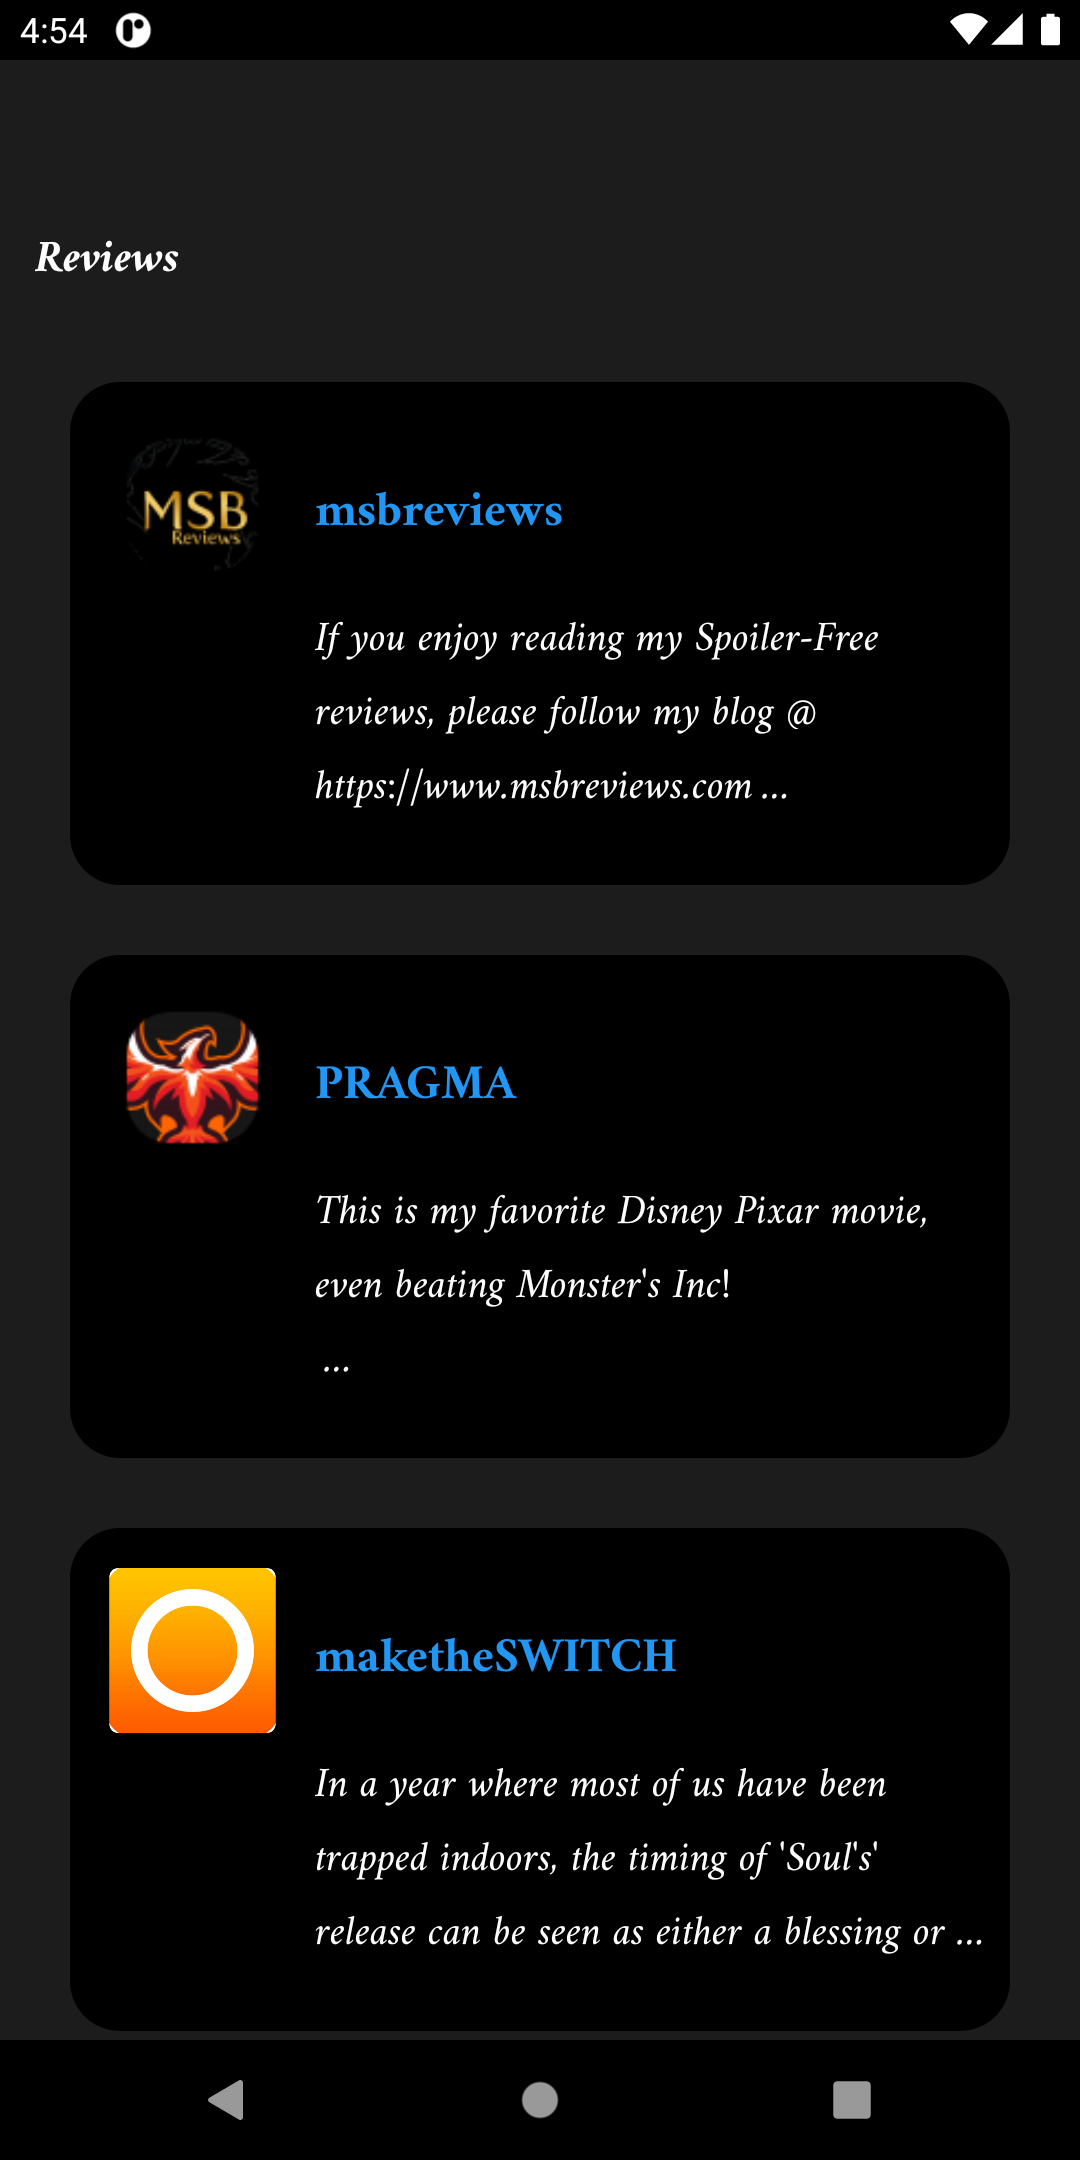 4:54
Reviews
MSB
Reviews
msbreviews
If you enjoy reading my Spoiler-Free
reviews, please follow my blog @
https://www.msbreviews.com ...
PRAGMA
This is my favorite Disney Pixar movie,
even beating Monster's Inc!
...
maketheSWITCH
In a year where most of us have been
trapped indoors, the timing of 'Soul's'
release can be seen as either a blessing or ...